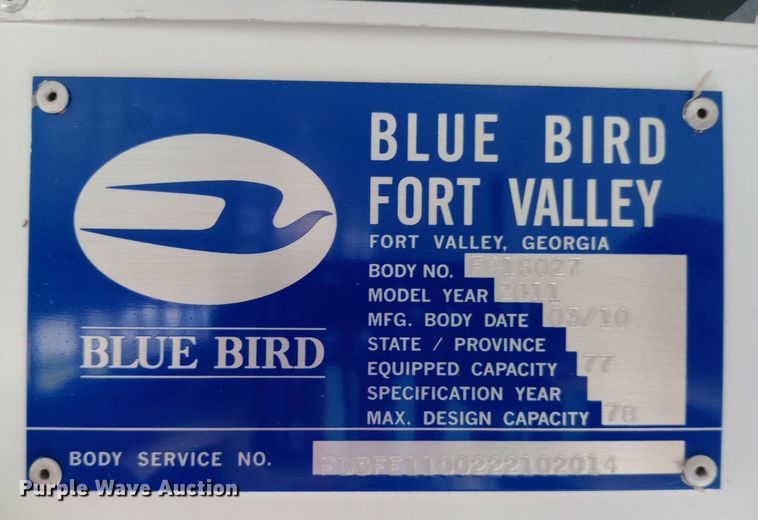 BLUE BIRD
FORT VALLEY
FORT VALLEY, GEORGIA
BODY NO.
MODEL YEAR 2011
MFG. BODY DATE 03/10
STATE / PROVINCE
EQUIPPED CAPACITY 77
SPECIFICATION YEAR
MAX. DESIGN CAPACITY 78
BLUE BIRD
BODY SERVICE NO.
Purple Wave Auction